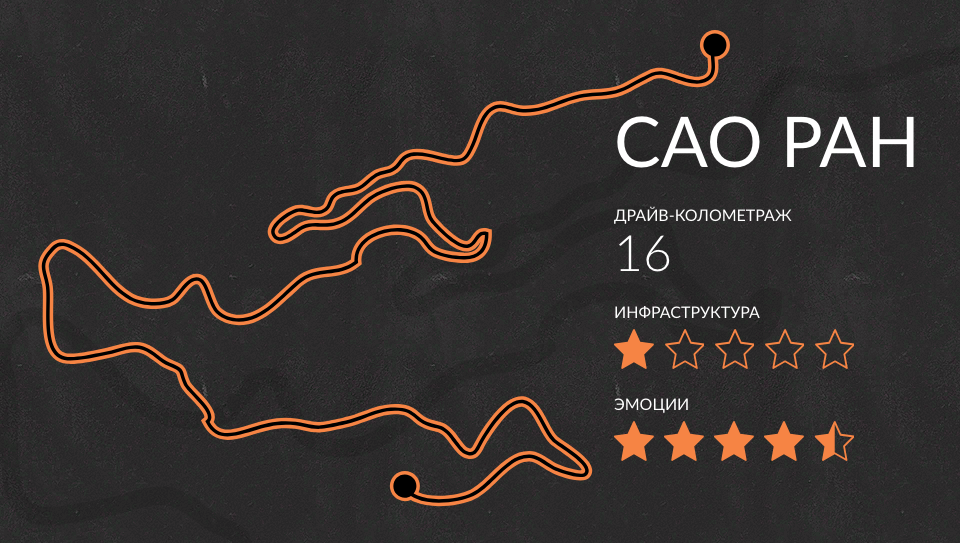 САО РАН
ДРАЙВ-КОЛОМЕТРАЖ
16
ИНФРАСТРУКТУРА
ЭМОЦИИ